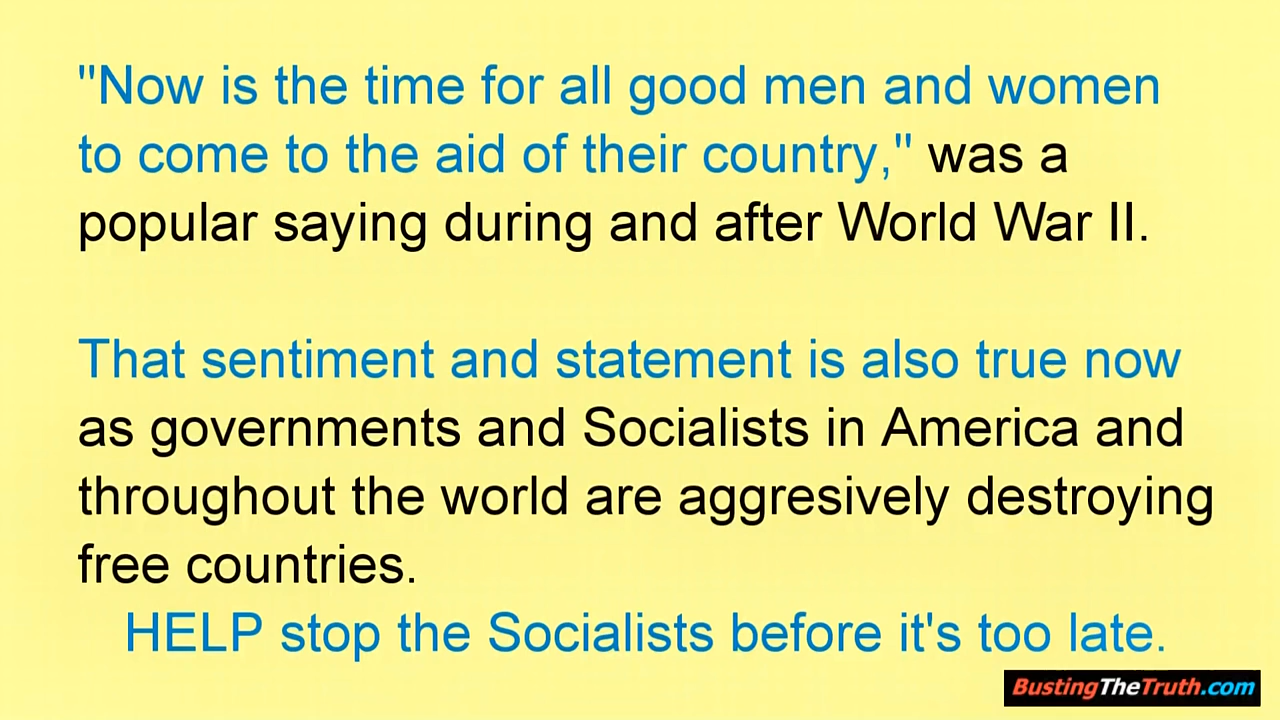 "Now is the time for all good men and women
to come to the aid of their country," was a
popular saying during and after World War II.
That sentiment and statement is also true now
as governments and Socialists in America and
throughout the world are aggresively destroying
free countries.
HELP stop the Socialists before it's too late.
BustingTheTruth.com